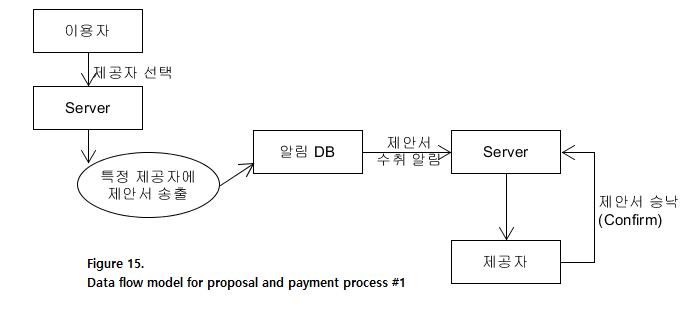 이용자
제공자 선택
Server
특정 제공자에
제안서 송출
알림 DB
제안서
수취 알림
Server
제공자
제안서 승낙
(Confirm)
Figure 15.
Data flow model for proposal and payment process #1